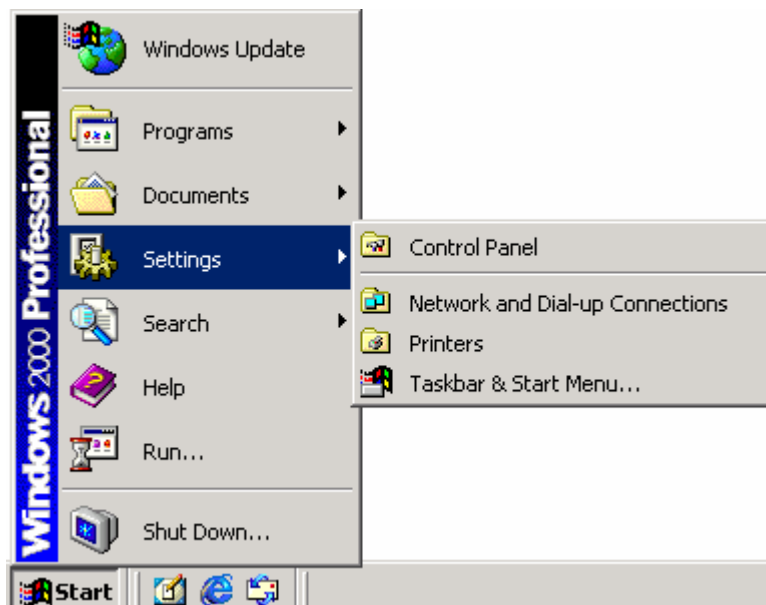 Windows 2000 Professional
Windows Update
Programs
Documents
Settings
Search
Help
Run...
Shut Down...
Control Panel
Network and Dial-up Connections
Printers
Taskbar & Start Menu...
Start